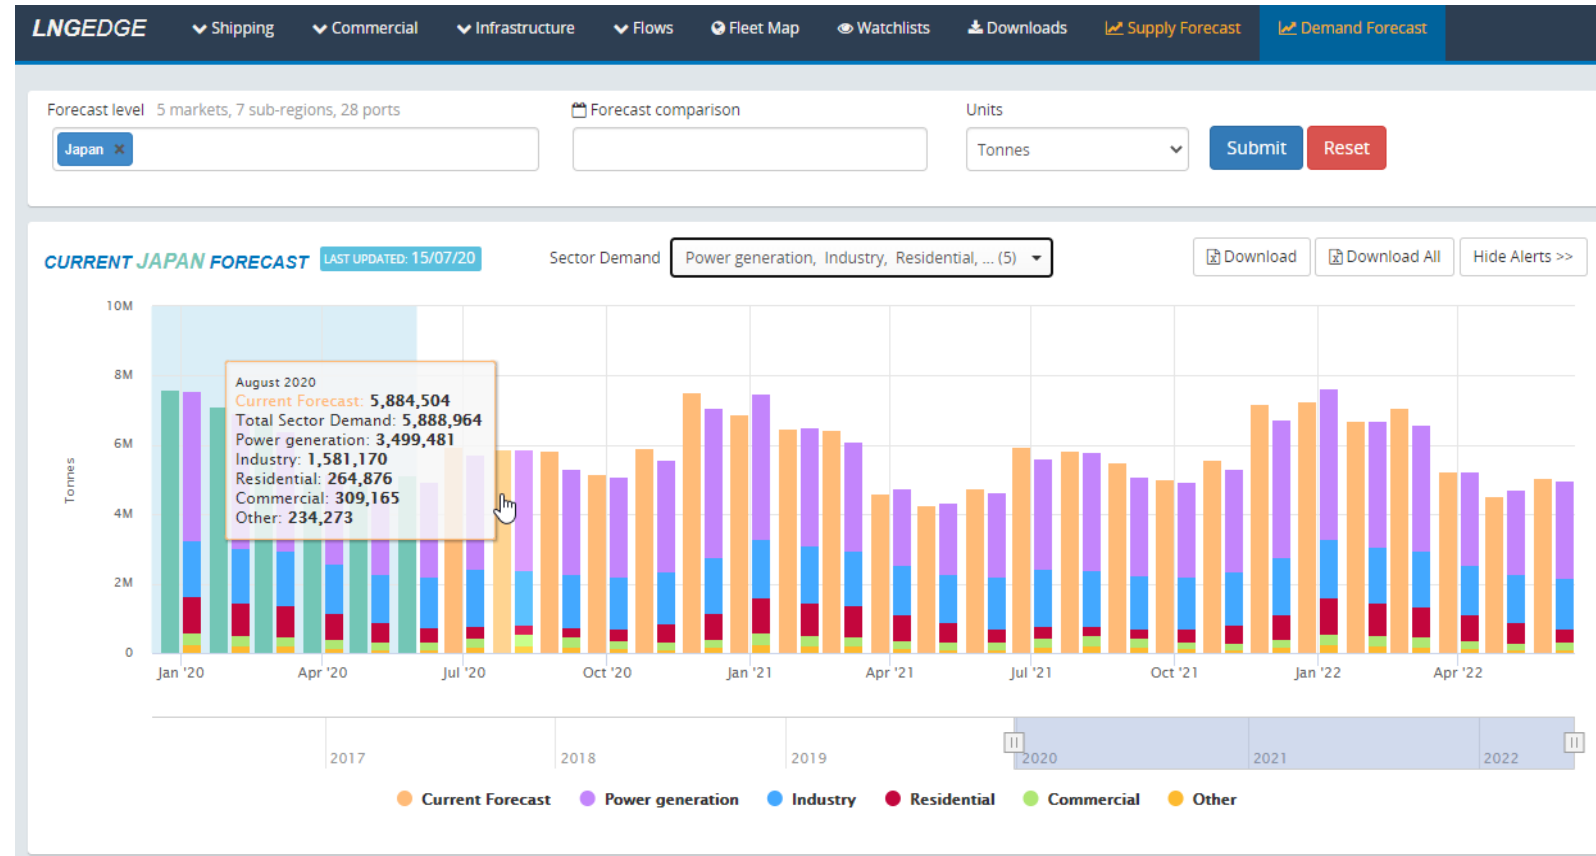 LNGEDGE Shipping Commercial Infrastructure Flows Fleet Map Watchlists Downloads Supply Forecast Demand Forecast
Forecast level 5 markets, 7 sub-regions, 28 ports
Forecast comparison
Units
Japan ×
Tonnes
Submit
Reset
CURRENT JAPAN FORECAST LAST UPDATED: 15/07/20
Sector Demand Power generation, Industry, Residential, ... (5)
Download
Download All
Hide Alerts >>
10M
8M
6M
4M
2M
0
Tonnes
August 2020
Current Forecast: 5,884,504
Total Sector Demand: 5,888,964
Power generation: 3,499,481
Industry: 1,581,170
Residential: 264,876
Commercial: 309,165
Other: 234,273
Jan '20 Apr '20 Jul '20 Oct '20 Jan '21 Apr '21 Jul '21 Oct '21 Jan '22 Apr '22
2017 2018 2019 2020 2021 2022
Current Forecast Power generation Industry Residential Commercial Other